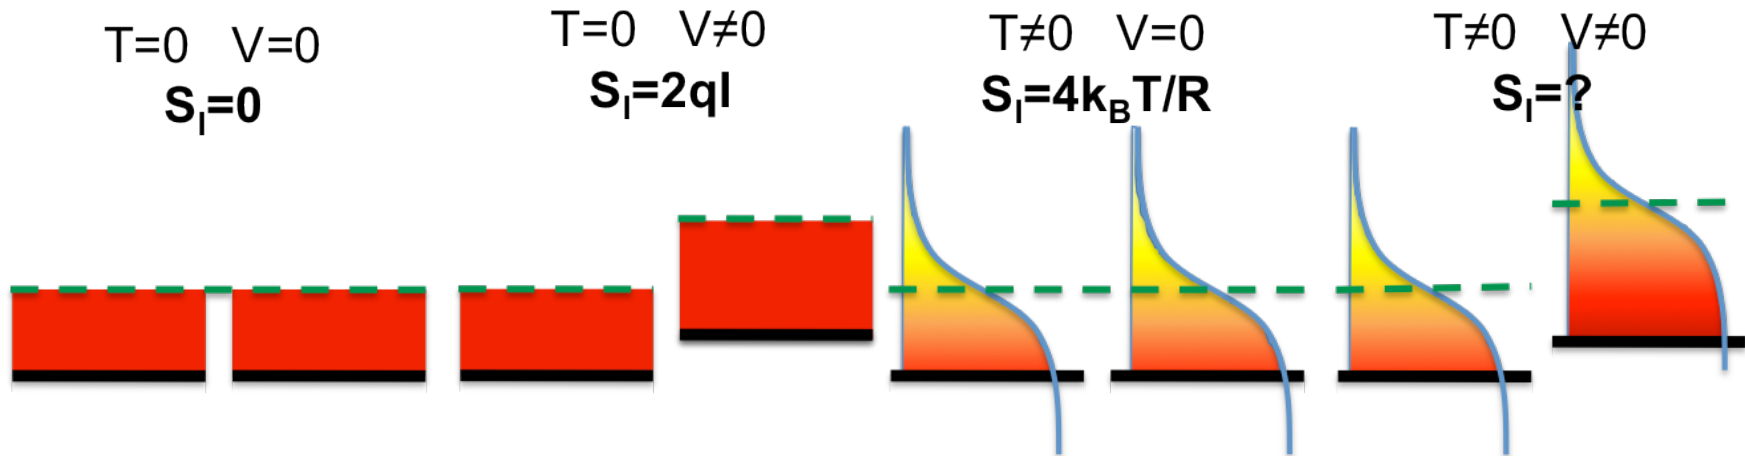 T=0 V=0
S_I=0
T=0 V≠0
S_I=2qI
T≠0 V=0
S_I=4k_BT/R
T≠0 V≠0
S_I=?